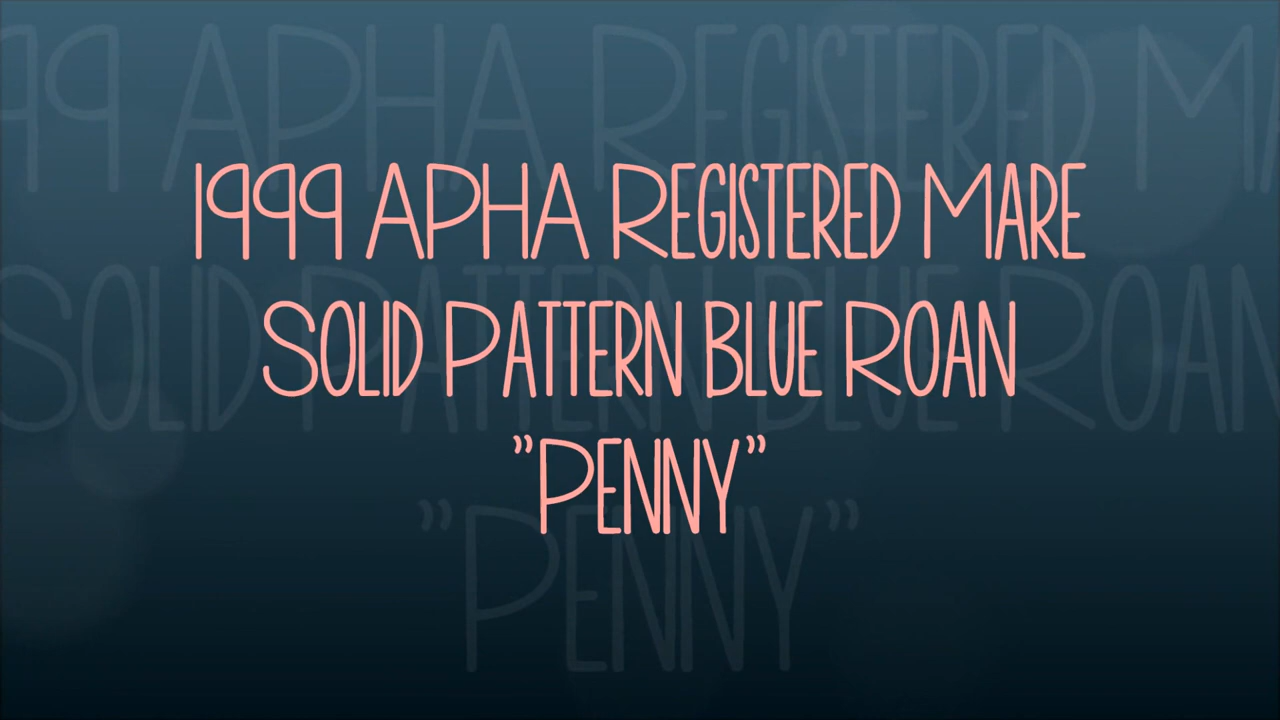 1999 APHA REGISTERED MARE
SOLID PATTERN BLUE ROAN
"PENNY"